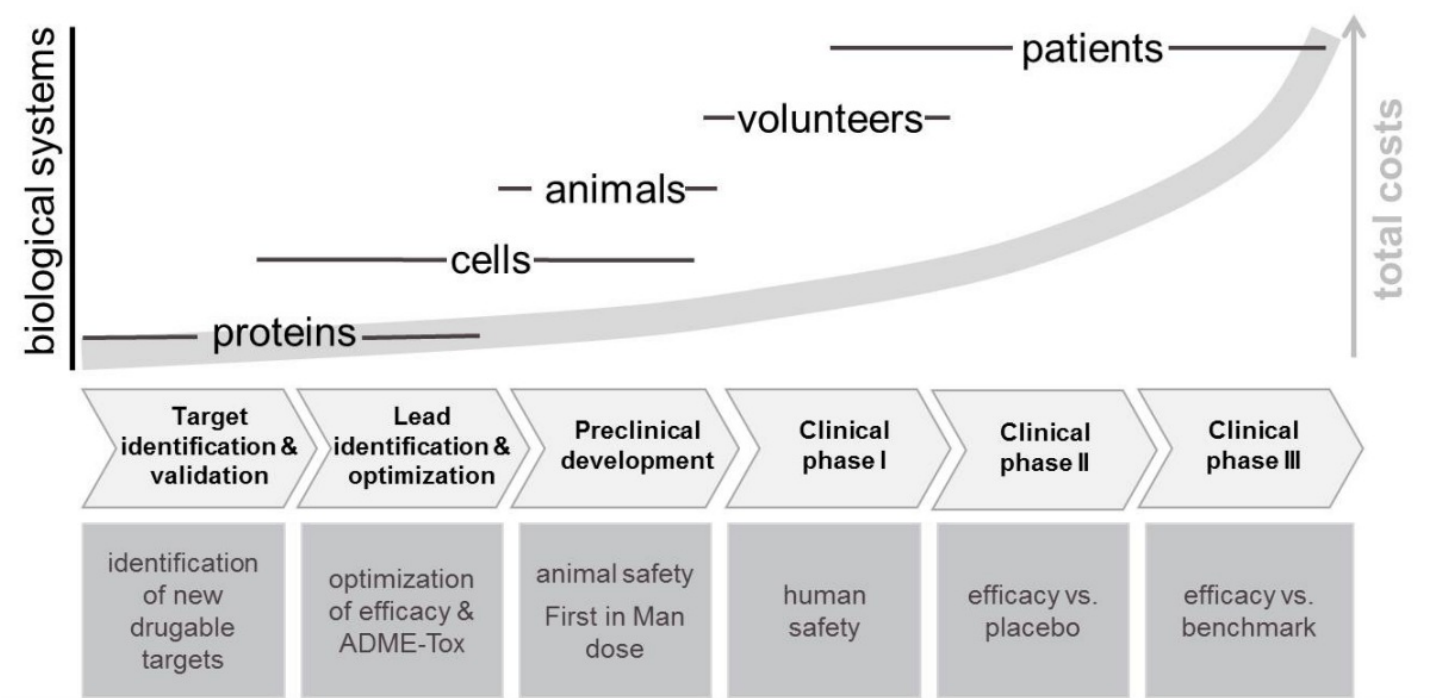 biological systems
patients
volunteers
animals
cells
proteins
total costs
Target
identification &
validation
Lead
identification &
optimization
Preclinical
development
Clinical
phase I
Clinical
phase II
Clinical
phase III
identification
of new
drugable
targets
optimization
of efficacy &
ADME-Tox
animal safety
First in Man
dose
human
safety
efficacy vs.
placebo
efficacy vs.
benchmark